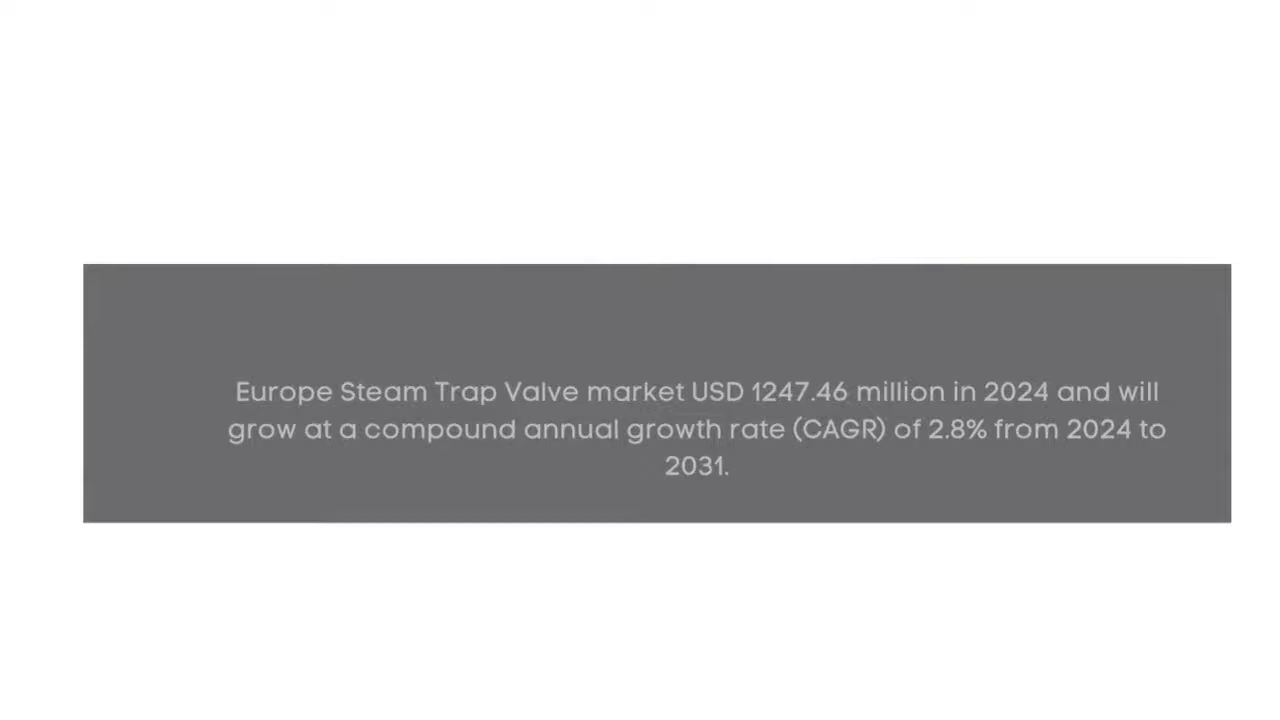 Europe Steam Trap Valve market USD 1247.46 million in 2024 and will
grow at a compound annual growth rate (CAGR) of 2.8% from 2024 to
2031.